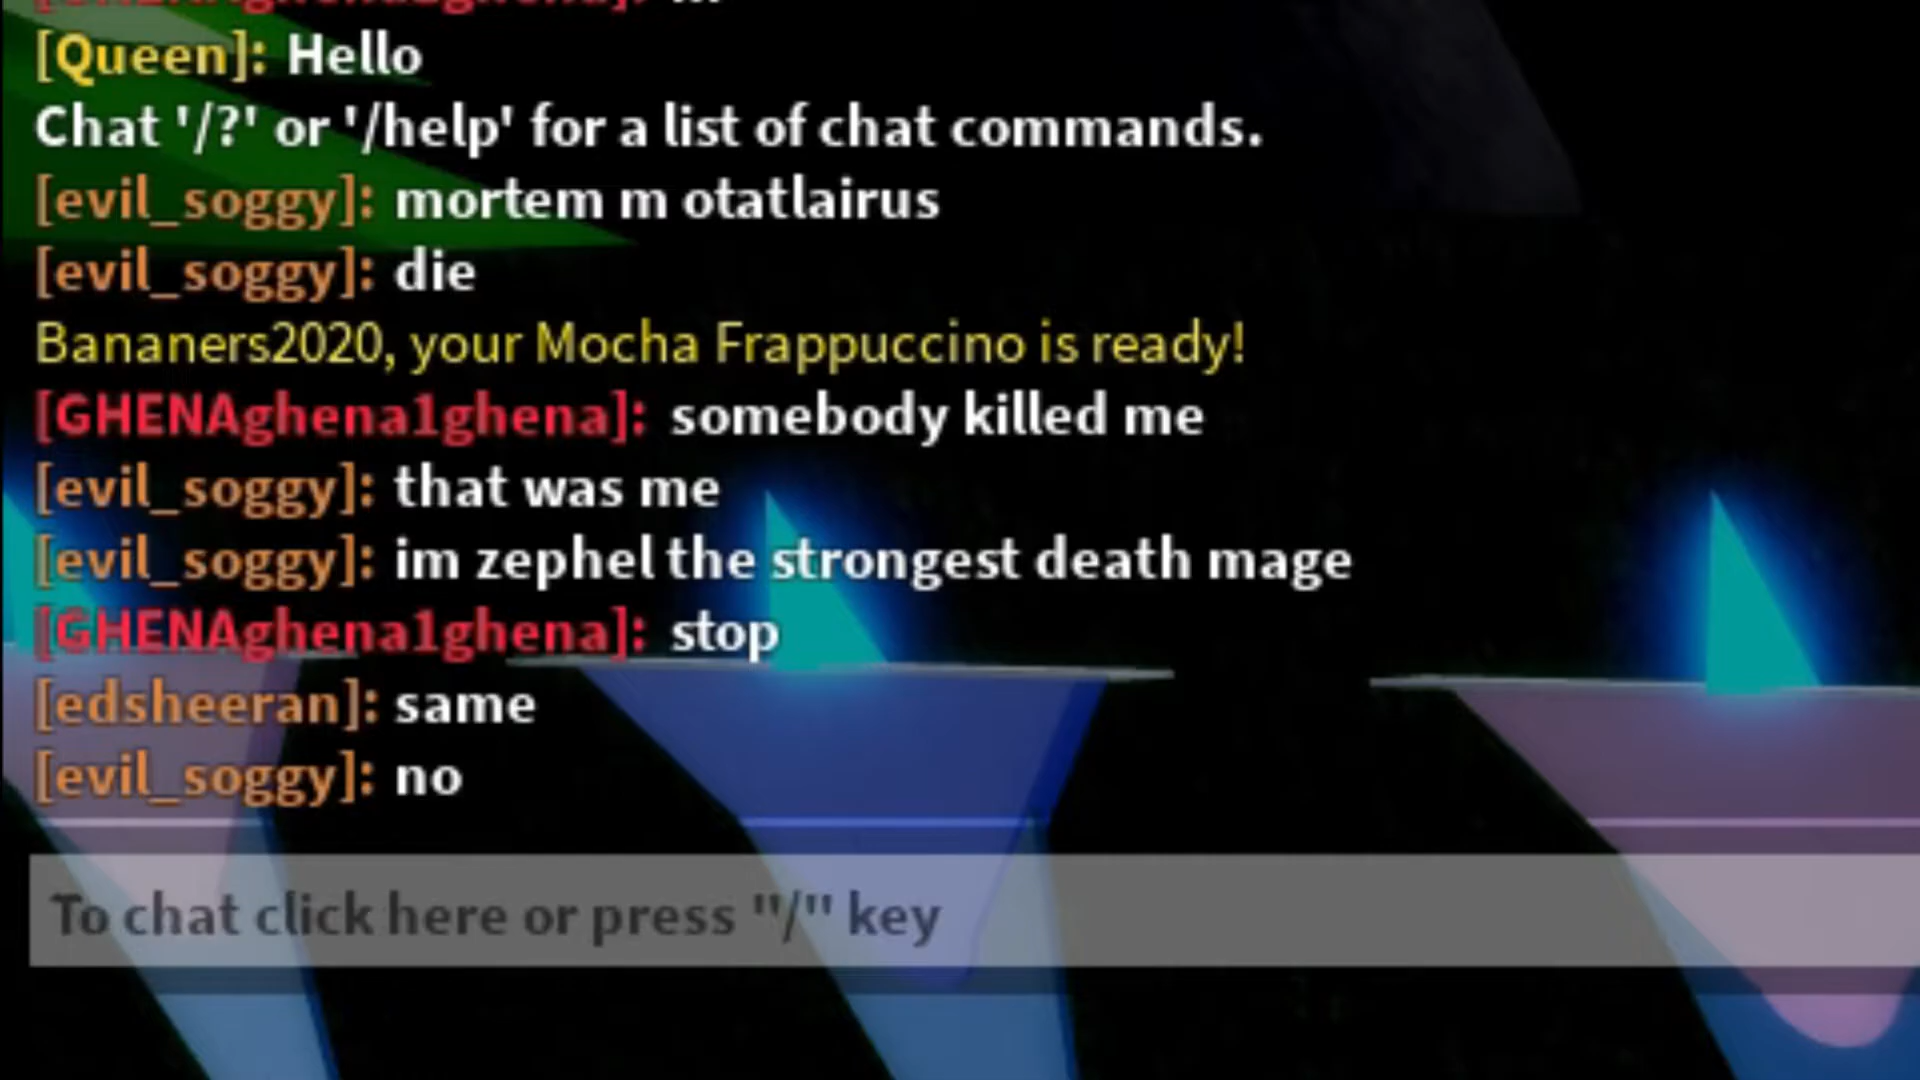 [Queen]: Hello
Chat '/?' or '/help' for a list of chat commands.
[evil_soggy]: mortem m otatlairus
[evil_soggy]: die
Bananers2020, your Mocha Frappuccino is ready!
[GHENAghena1ghena]: somebody killed me
[evil_soggy]: that was me
[evil_soggy]: im zephel the strongest death mage
[GHENAghena1ghena]: stop
[edsheeran]: same
[evil_soggy]: no
To chat click here or press "/" key